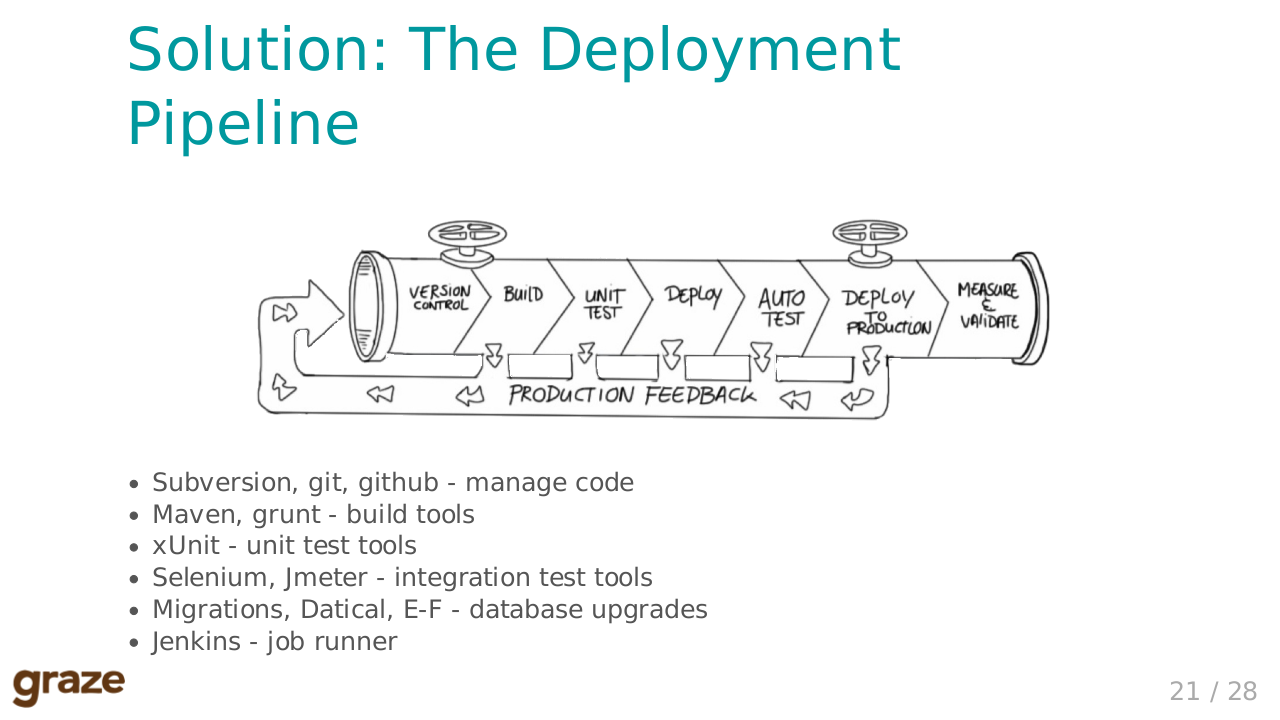 Solution: The Deployment
Pipeline
VERSION
CONTROL
BUILD
UNIT
TEST
DEPLOY
AUTO
TEST
DEPLOY
TO
PRODUCTION
MEASURE
&
VALIDATE
PRODUCTION FEEDBACK
• Subversion, git, github - manage code
• Maven, grunt - build tools
• xUnit - unit test tools
• Selenium, Jmeter - integration test tools
• Migrations, Datical, E-F - database upgrades
• Jenkins - job runner
graze
21 / 28